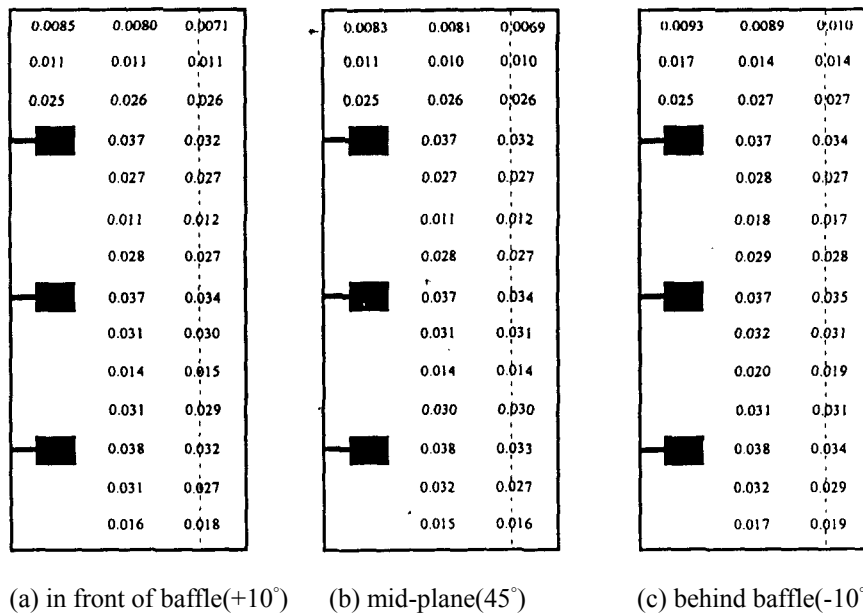 0.0085 0.0080 0.0071 0.0083 0.0081 0.0069 0.0093 0.0089 0.010
0.011 0.011 0.011 0.011 0.010 0.010 0.017 0.014 0.014
0.025 0.026 0.026 0.025 0.026 0.026 0.025 0.027 0.027
0.037 0.032 0.037 0.032 0.037 0.034
0.027 0.027 0.027 0.027 0.028 0.027
0.011 0.012 0.011 0.012 0.018 0.017
0.028 0.027 0.028 0.027 0.029 0.028
0.037 0.034 0.037 0.034 0.037 0.035
0.031 0.030 0.031 0.031 0.032 0.031
0.014 0.015 0.014 0.014 0.020 0.019
0.031 0.029 0.030 0.030 0.031 0.031
0.038 0.032 0.038 0.033 0.038 0.034
0.031 0.027 0.032 0.027 0.032 0.029
0.016 0.018 0.015 0.016 0.017 0.019
(a) in front of baffle(+10°) (b) mid-plane(45°) (c) behind baffle(-10°